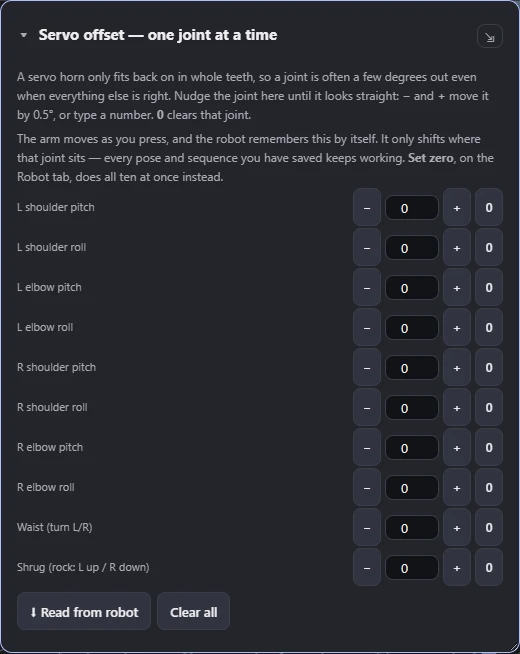 Servo offset — one joint at a time
A servo horn only fits back on in whole teeth, so a joint is often a few degrees out even
when everything else is right. Nudge the joint here until it looks straight: − and + move it
by 0.5°, or type a number. 0 clears that joint.
The arm moves as you press, and the robot remembers this by itself. It only shifts where
that joint sits — every pose and sequence you have saved keeps working. Set zero, on the
Robot tab, does all ten at once instead.
L shoulder pitch − 0 + 0
L shoulder roll − 0 + 0
L elbow pitch − 0 + 0
L elbow roll − 0 + 0
R shoulder pitch − 0 + 0
R shoulder roll − 0 + 0
R elbow pitch − 0 + 0
R elbow roll − 0 + 0
Waist (turn L/R) − 0 + 0
Shrug (rock: L up / R down) − 0 + 0
⬇ Read from robot Clear all